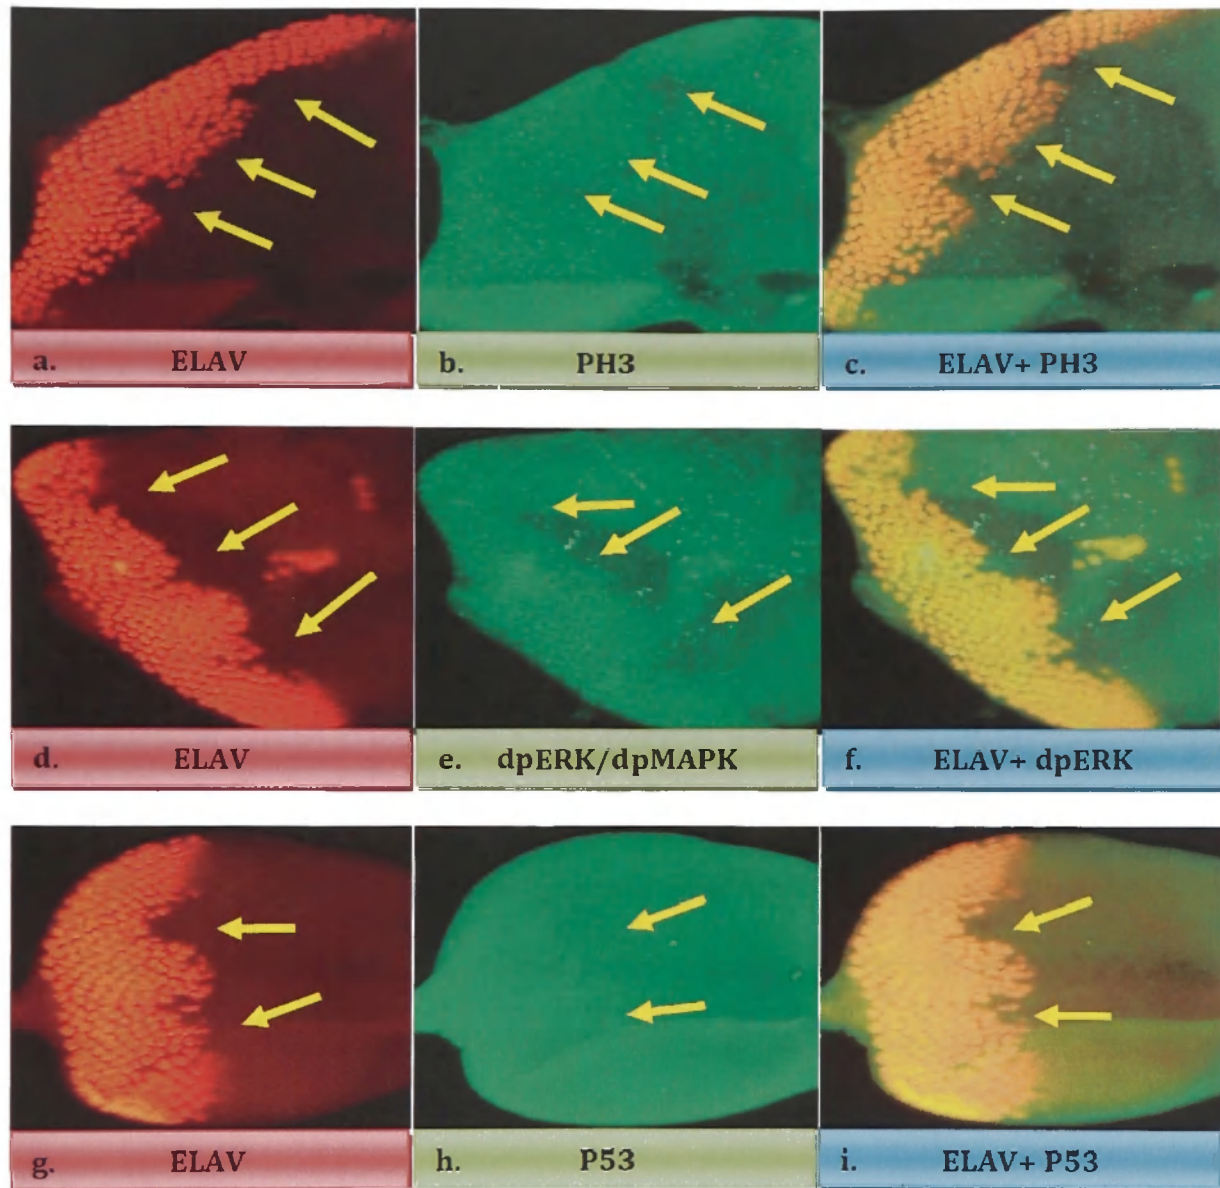 a. ELAV
b. PH3
c. ELAV+ PH3
d. ELAV
e. dpERK/dpMAPK
f. ELAV+ dpERK
g. ELAV
h. P53
i. ELAV+ P53